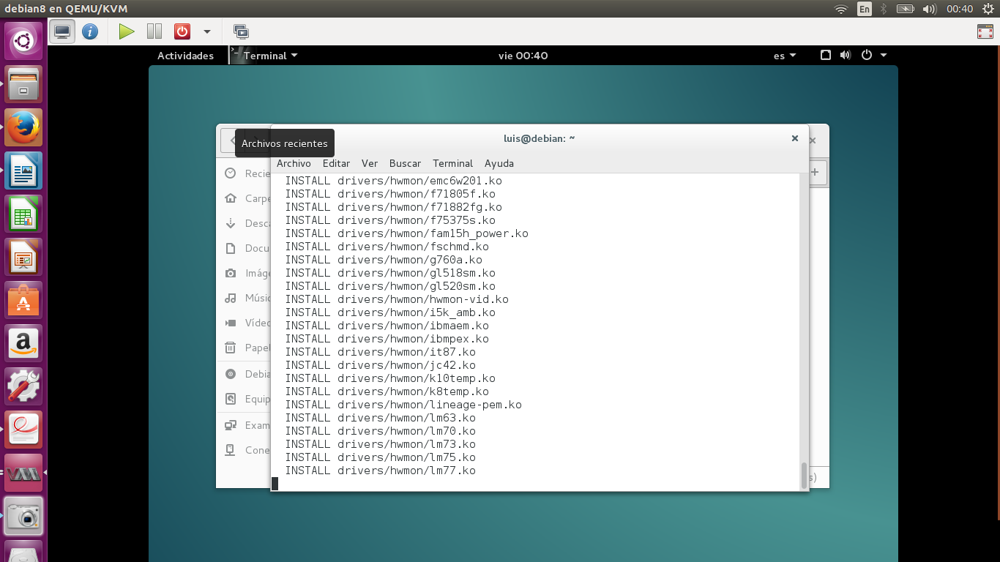 debian8 en QEMU/KVM
En
00:40
Actividades
Terminal
vie 00:40
es
Archivos recientes
luis@debian: ~
Archivo Editar Ver Buscar Terminal Ayuda
Recie
Carpe
Desca
Docu
Imáge
Músic
Vídeo
Papel
Debia
Equip
Exam
Cone
s)
INSTALL drivers/hwmon/emc6w201.ko
INSTALL drivers/hwmon/f71805f.ko
INSTALL drivers/hwmon/f71882fg.ko
INSTALL drivers/hwmon/f75375s.ko
INSTALL drivers/hwmon/fam15h_power.ko
INSTALL drivers/hwmon/fschmd.ko
INSTALL drivers/hwmon/g760a.ko
INSTALL drivers/hwmon/gl518sm.ko
INSTALL drivers/hwmon/gl520sm.ko
INSTALL drivers/hwmon/hwmon-vid.ko
INSTALL drivers/hwmon/i5k_amb.ko
INSTALL drivers/hwmon/ibmaem.ko
INSTALL drivers/hwmon/ibmpex.ko
INSTALL drivers/hwmon/it87.ko
INSTALL drivers/hwmon/jc42.ko
INSTALL drivers/hwmon/k10temp.ko
INSTALL drivers/hwmon/k8temp.ko
INSTALL drivers/hwmon/lineage-pem.ko
INSTALL drivers/hwmon/lm63.ko
INSTALL drivers/hwmon/lm70.ko
INSTALL drivers/hwmon/lm73.ko
INSTALL drivers/hwmon/lm75.ko
INSTALL drivers/hwmon/lm77.ko